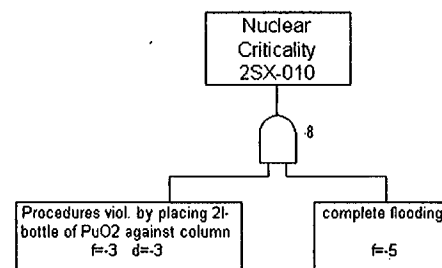 Nuclear
Criticality
2SX-010
-8
Procedures viol. by placing 2l-
bottle of PuO2 against column
f=-3 d=-3
complete flooding
f=-5